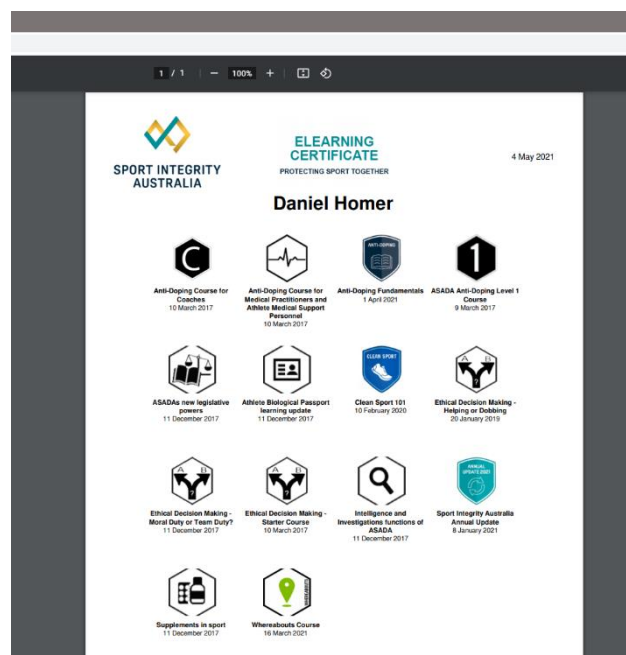 1 / 1 | — 100% + |
SPORT INTEGRITY
AUSTRALIA
ELEARNING
CERTIFICATE
PROTECTING SPORT TOGETHER
4 May 2021
Daniel Homer
C
Anti-Doping Course for
Coaches
10 March 2017
Anti-Doping Course for
Medical Practitioners and
Athlete Medical Support
Personnel
10 March 2017
ANTI-DOPING
Anti-Doping Fundamentals
1 April 2021
1
ASADA Anti-Doping Level 1
Course
9 March 2017
ASADAs new legislative
powers
11 December 2017
Athlete Biological Passport
learning update
11 December 2017
CLEAN SPORT
Clean Sport 101
10 February 2020
A B
?
Ethical Decision Making -
Helping or Dobbing
20 January 2019
A B
?
Ethical Decision Making -
Moral Duty or Team Duty?
11 December 2017
A B
?
Ethical Decision Making -
Starter Course
10 March 2017
Intelligence and
Investigations functions of
ASADA
11 December 2017
ANNUAL
UPDATE 2021
Sport Integrity Australia
Annual Update
8 January 2021
Supplements in sport
11 December 2017
WHEREABOUTS
Whereabouts Course
16 March 2021